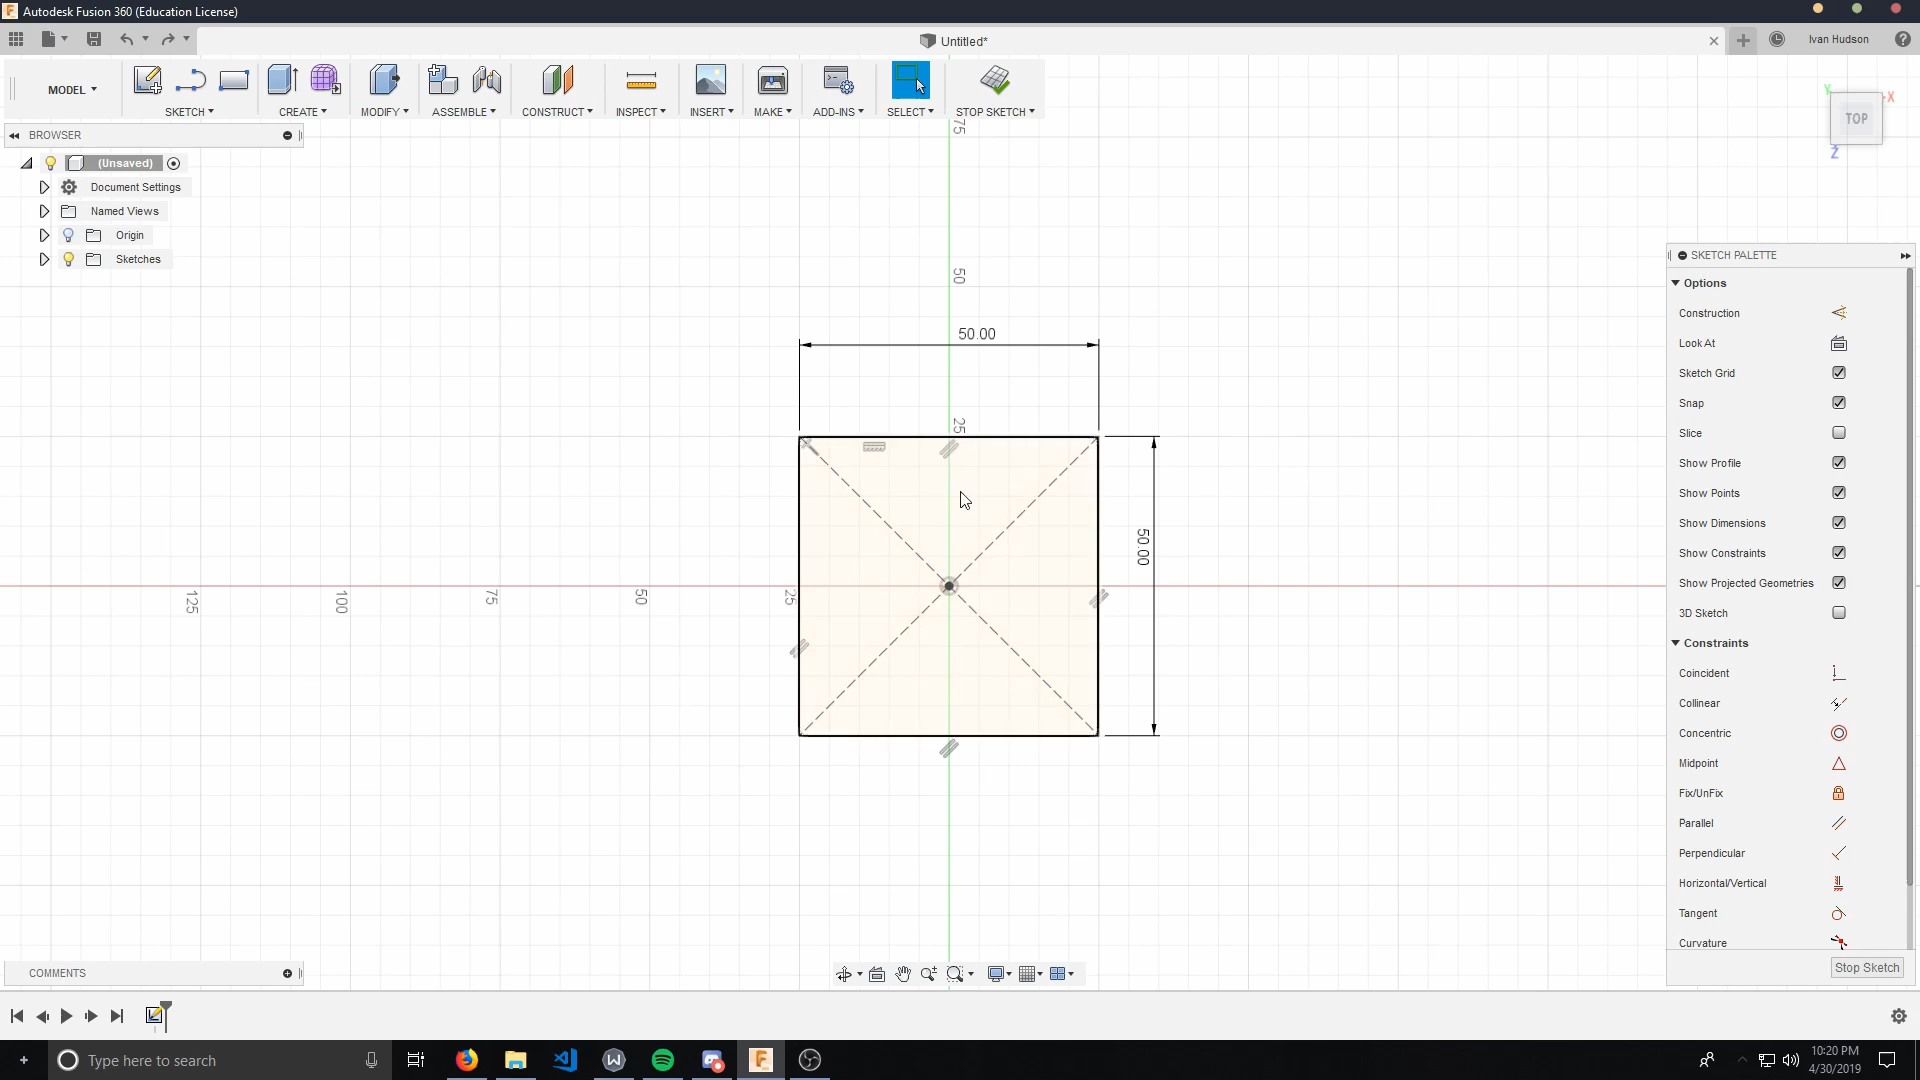 Autodesk Fusion 360 (Education License)
Untitled*
Ivan Hudson
MODEL
SKETCH
CREATE
MODIFY
ASSEMBLE
CONSTRUCT
INSPECT
INSERT
MAKE
ADD-INS
SELECT
STOP SKETCH
BROWSER
(Unsaved)
Document Settings
Named Views
Origin
Sketches
Y
X
TOP
Z
75
50
50.00
25
50.00
125
100
75
50
25
SKETCH PALETTE
Options
Construction
Look At
Sketch Grid
Snap
Slice
Show Profile
Show Points
Show Dimensions
Show Constraints
Show Projected Geometries
3D Sketch
Constraints
Coincident
Collinear
Concentric
Midpoint
Fix/UnFix
Parallel
Perpendicular
Horizontal/Vertical
Tangent
Curvature
Stop Sketch
COMMENTS
Type here to search
10:20 PM
4/30/2019